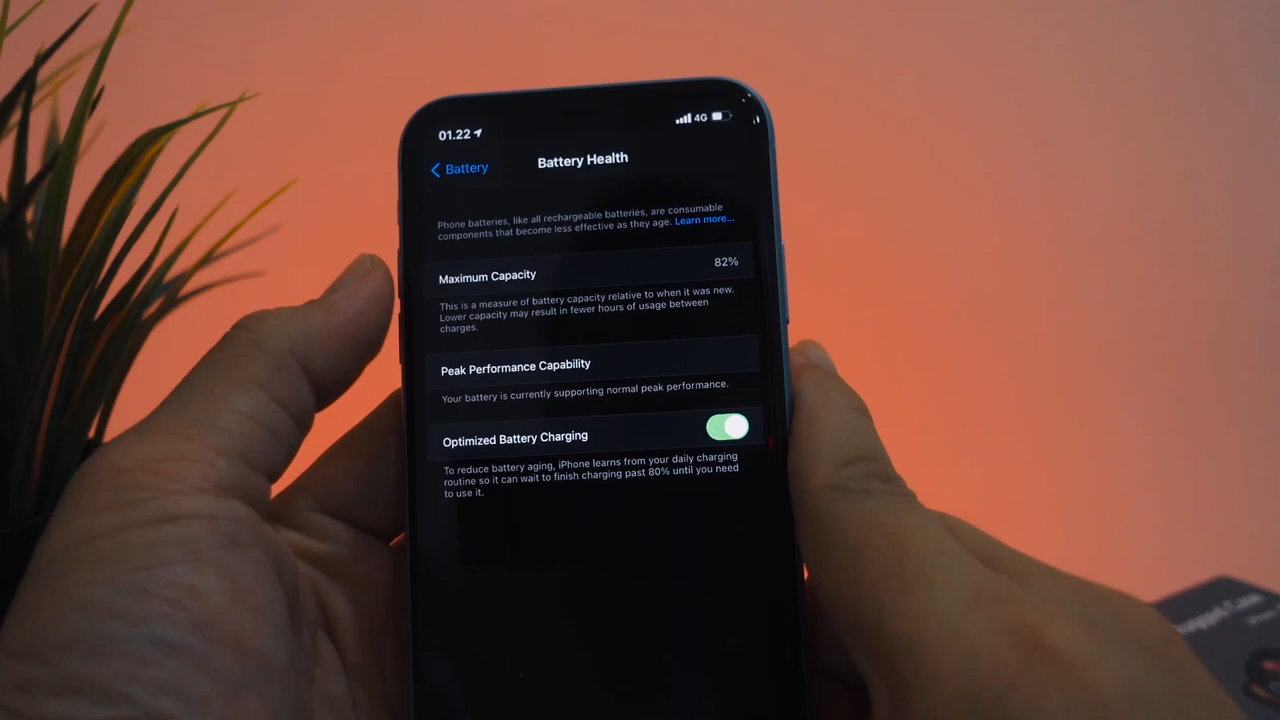 01.22
4G
Battery
Battery Health
Phone batteries, like all rechargeable batteries, are consumable
components that become less effective as they age. Learn more...
Maximum Capacity
82%
This is a measure of battery capacity relative to when it was new.
Lower capacity may result in fewer hours of usage between
charges.
Peak Performance Capability
Your battery is currently supporting normal peak performance.
Optimized Battery Charging
To reduce battery aging, iPhone learns from your daily charging
routine so it can wait to finish charging past 80% until you need
to use it.
Case